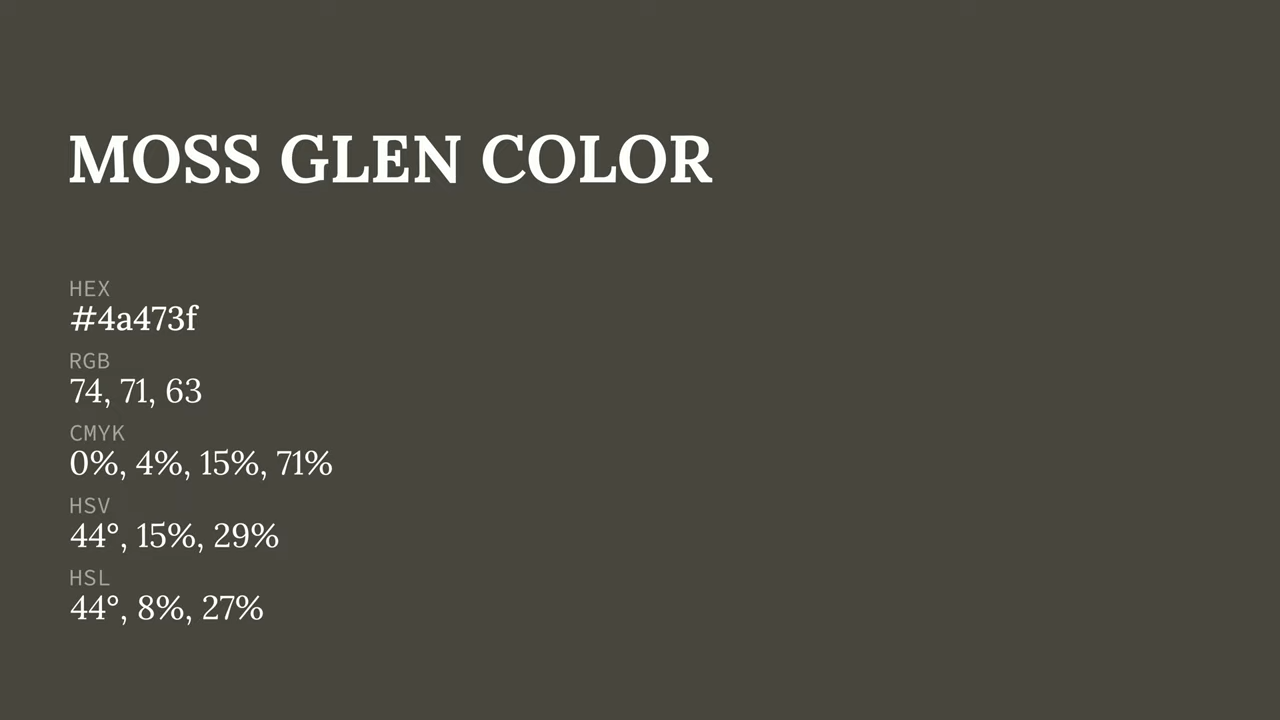 MOSS GLEN COLOR
HEX
#4a473f
RGB
74, 71, 63
CMYK
0%, 4%, 15%, 71%
HSV
44°, 15%, 29%
HSL
44°, 8%, 27%